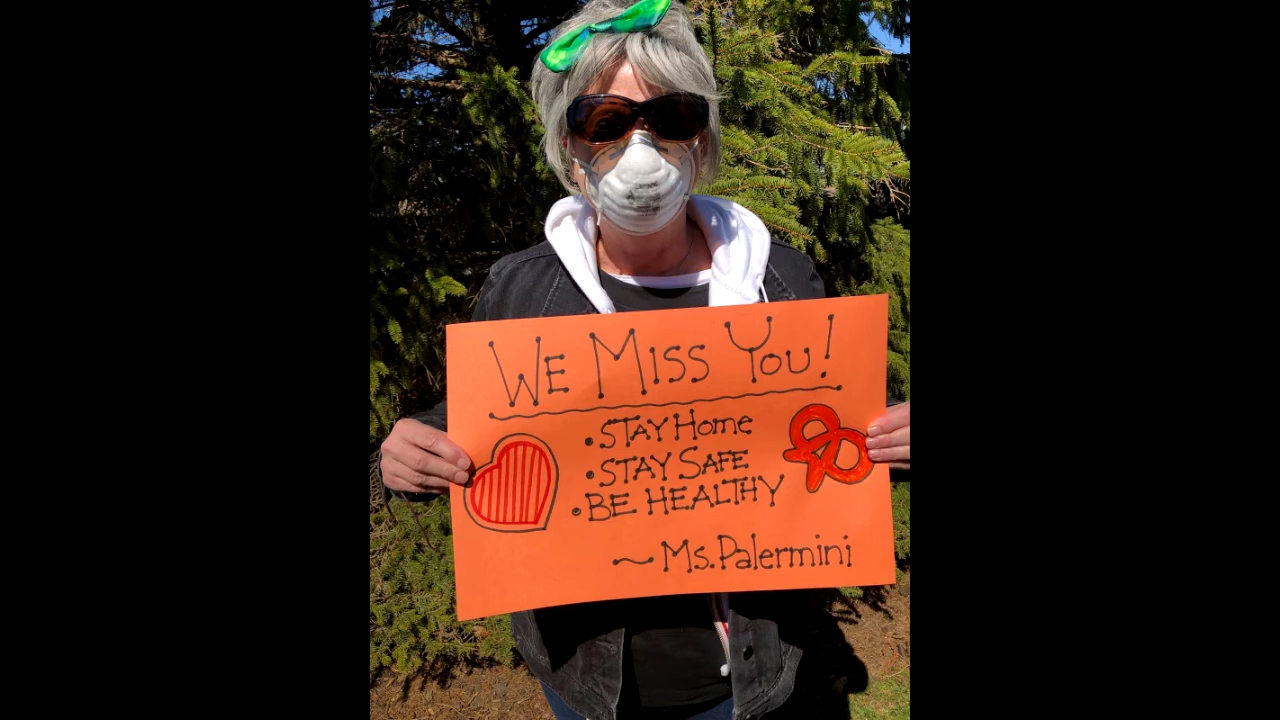 We Miss You!
• STAY Home
• STAY SAFE
• BE HEALTHY
~ Ms. Palermini